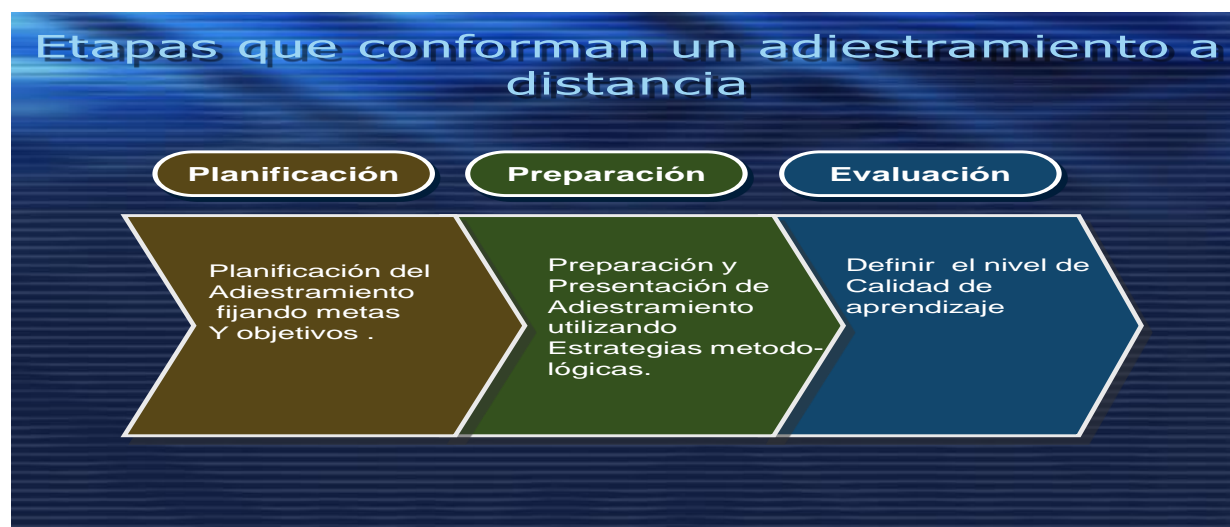 Etapas que conforman un adiestramiento a
distancia
Planificación
Preparación
Evaluación
Planificación del
Adiestramiento
fijando metas
Y objetivos .
Preparación y
Presentación de
Adiestramiento
utilizando
Estrategias metodo-
lógicas.
Definir  el nivel de
Calidad de
aprendizaje